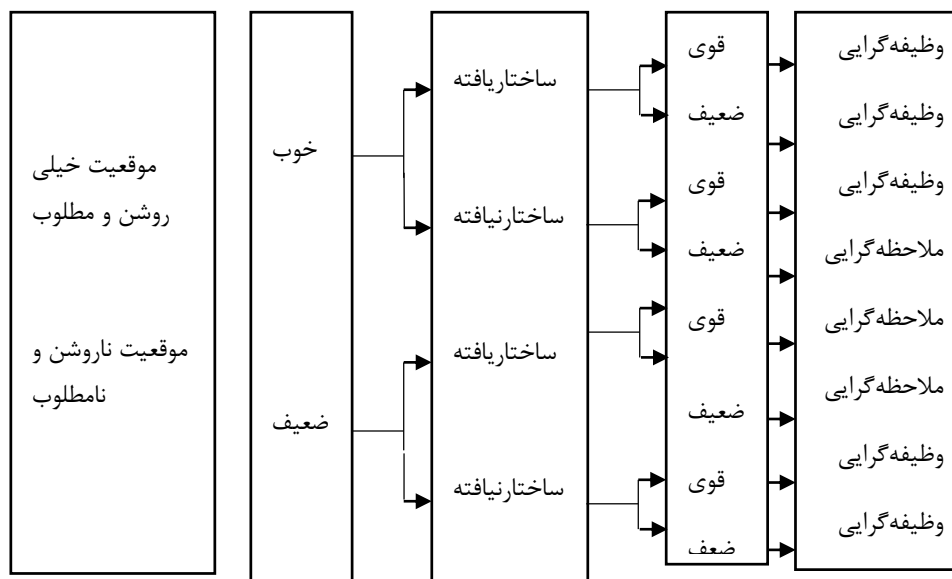 موقعیت خیلی
روشن و مطلوب
موقعیت ناروشن و
نامطلوب
خوب
ضعیف
ساختاریافته
ساختارنیافته
ساختاریافته
ساختارنیافته
قوی
ضعیف
قوی
ضعیف
قوی
ضعیف
قوی
ضعف
وظیفه‌گرایی
وظیفه‌گرایی
وظیفه‌گرایی
ملاحظه‌گرایی
ملاحظه‌گرایی
ملاحظه‌گرایی
وظیفه‌گرایی
وظیفه‌گرایی